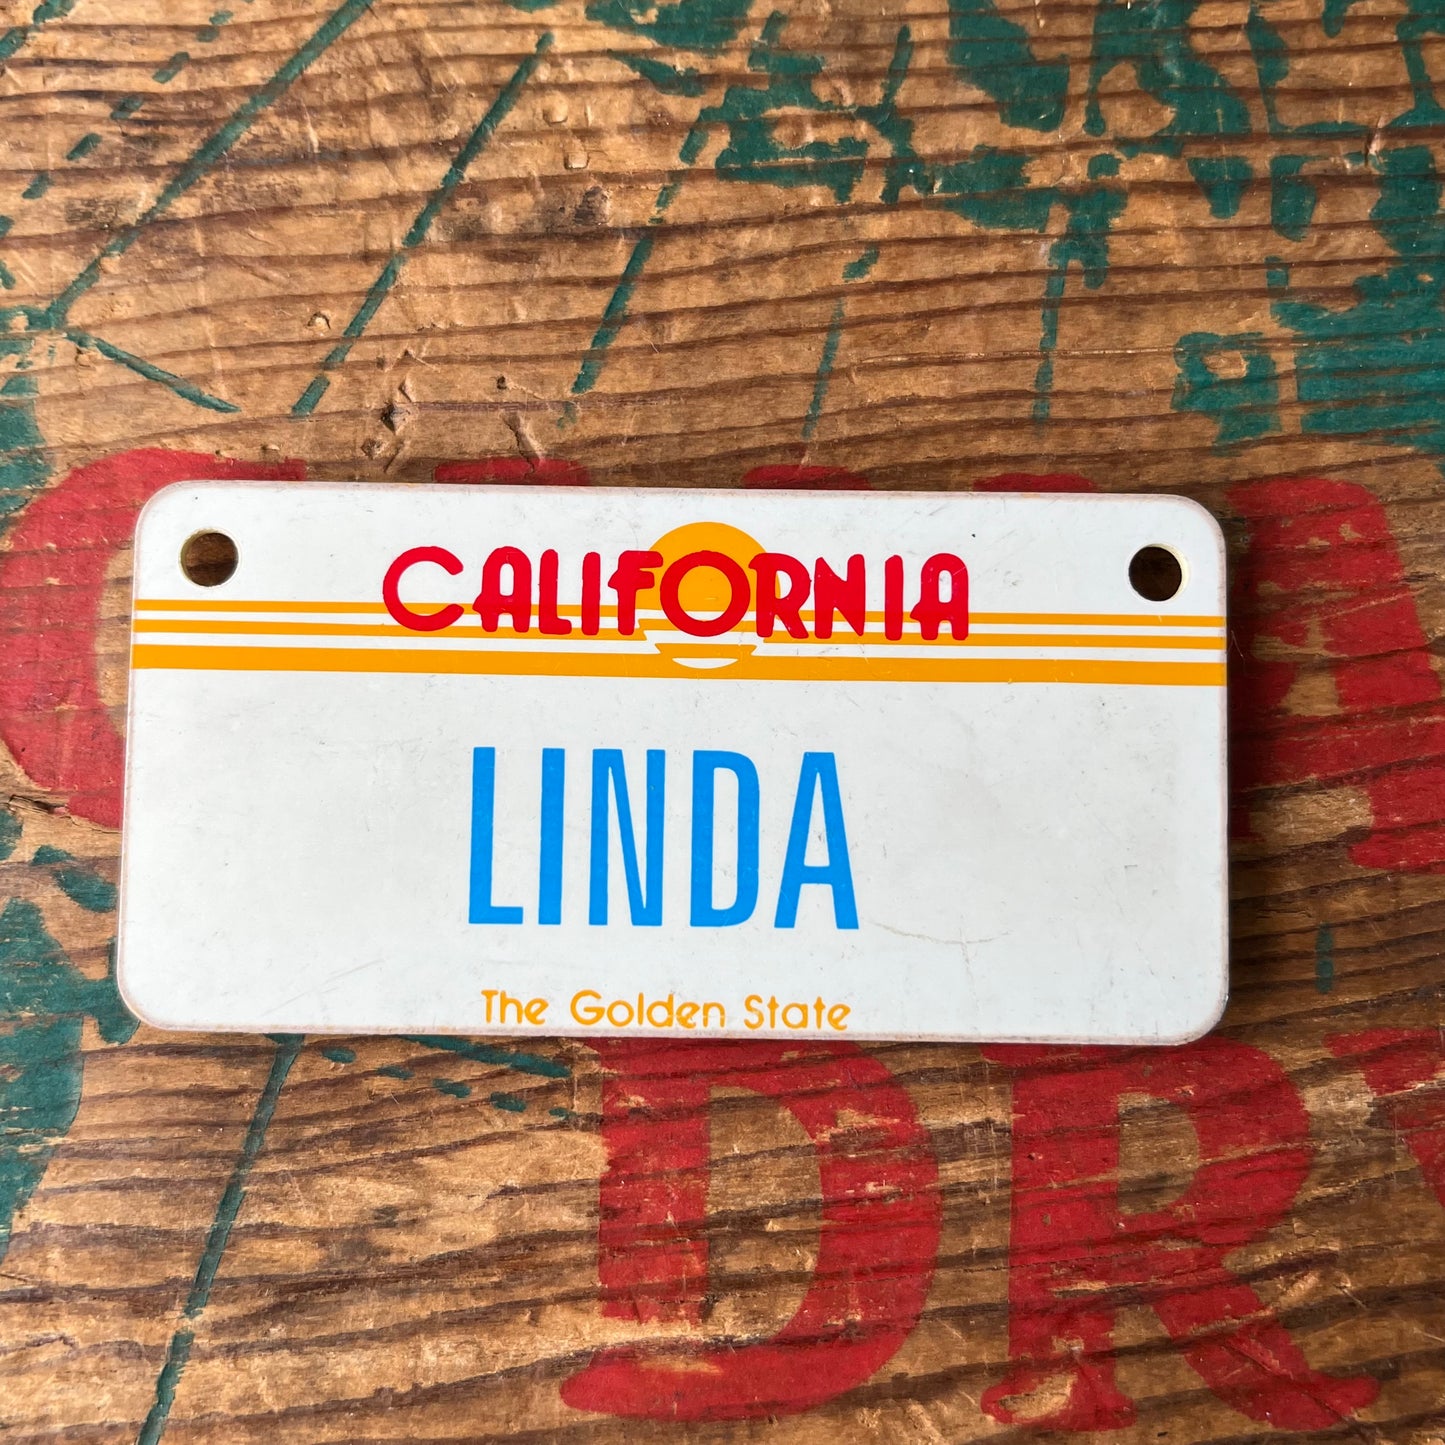 CALIFORNIA
LINDA
The Golden State